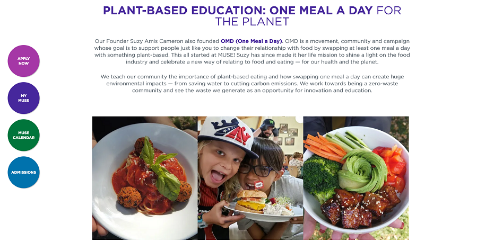 PLANT-BASED EDUCATION: ONE MEAL A DAY FOR
THE PLANET
Our Founder Suzy Amis Cameron also founded OMD (One Meal a Day). OMD is a movement, community and campaign
whose goal is to support people just like you to change their relationship with food by swapping at least one meal a day
with something plant-based. This all started at MUSE! Suzy has since made it her life mission to shine a light on the food
industry and celebrate a new way of relating to food and eating — for our health and the planet.
We teach our community the importance of plant-based eating and how swapping one meal a day can create huge
environmental impacts — from saving water to cutting carbon emissions. We work towards being a zero-waste
community and see the waste we generate as an opportunity for innovation and education.
APPLY
NOW
MY
MUSE
MUSE
CALENDAR
ADMISSIONS